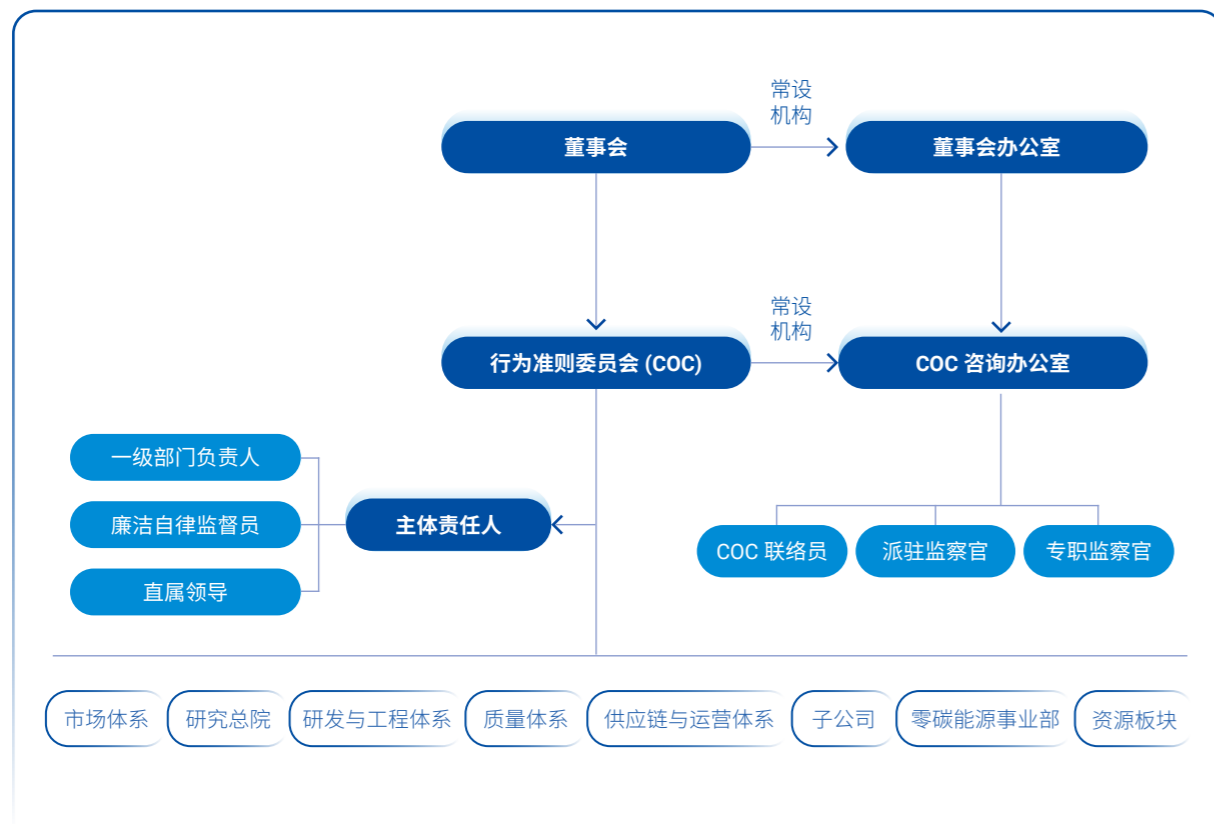 常设
机构
董事会
董事会办公室
常设
机构
行为准则委员会 (COC)
COC 咨询办公室
一级部门负责人
廉洁自律监督员
直属领导
主体责任人
COC 联络员
派驻监察官
专职监察官
市场体系
研究总院
研发与工程体系
质量体系
供应链与运营体系
子公司
零碳能源事业部
资源板块